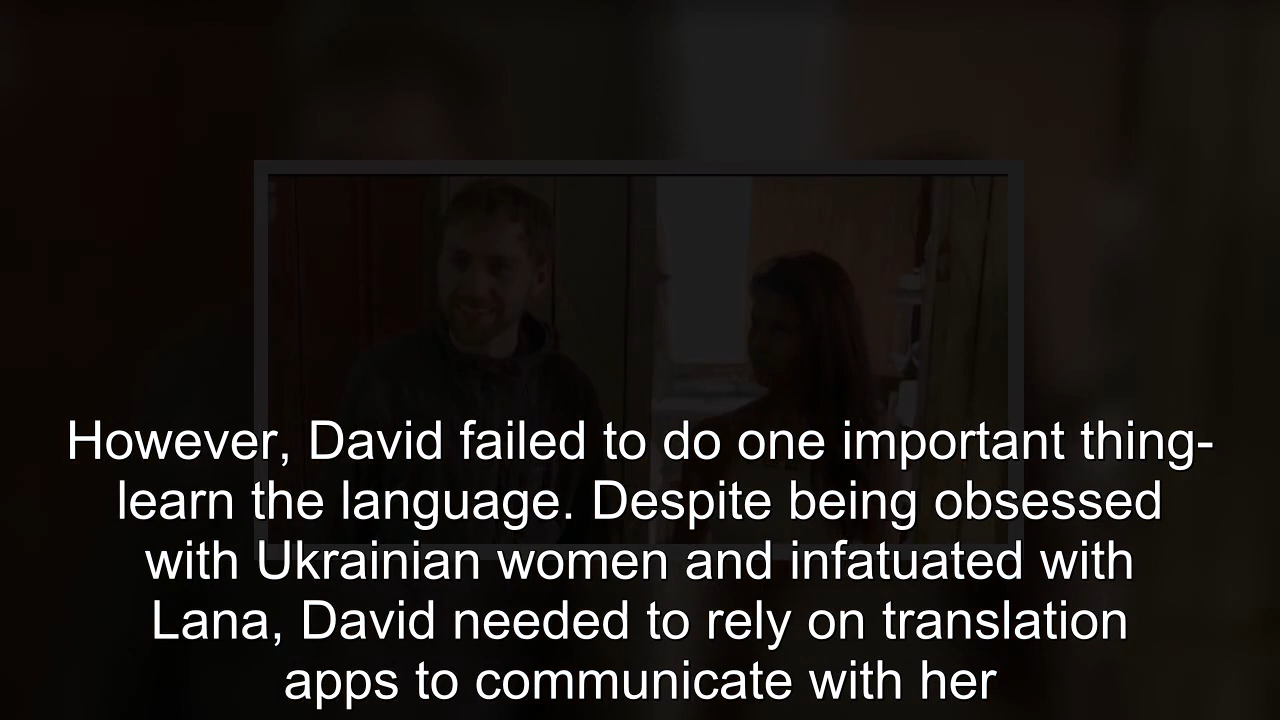 However, David failed to do one important thing-
learn the language. Despite being obsessed
with Ukrainian women and infatuated with
Lana, David needed to rely on translation
apps to communicate with her